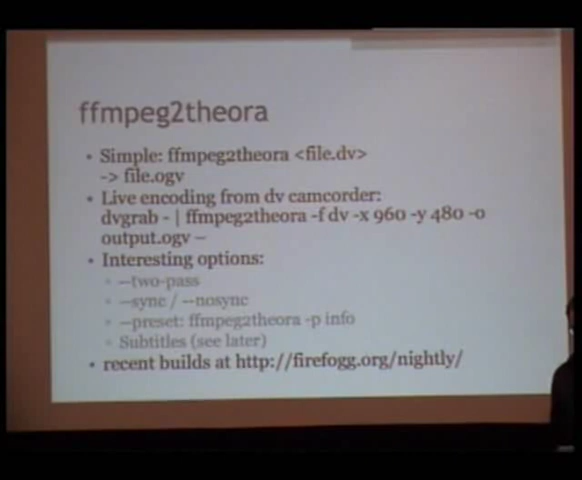 ffmpeg2theora
• Simple: ffmpeg2theora <file.dv>
-> file.ogv
• Live encoding from dv camcorder:
dvgrab - | ffmpeg2theora -f dv -x 960 -y 480 -o
output.ogv –
• Interesting options:
• --two-pass
• --sync / --nosync
• --preset: ffmpeg2theora -p info
• Subtitles (see later)
• recent builds at http://firefogg.org/nightly/